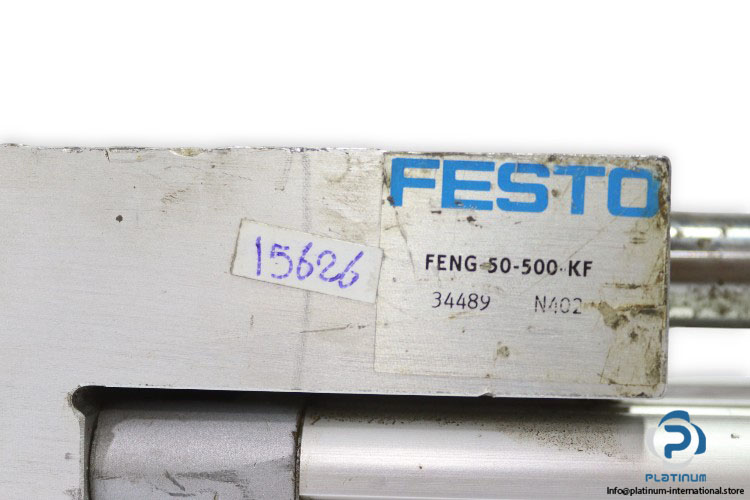 FESTO
15626
FENG-50-500-KF
34489 N402
PLATINUM
Info@platinum-international.store